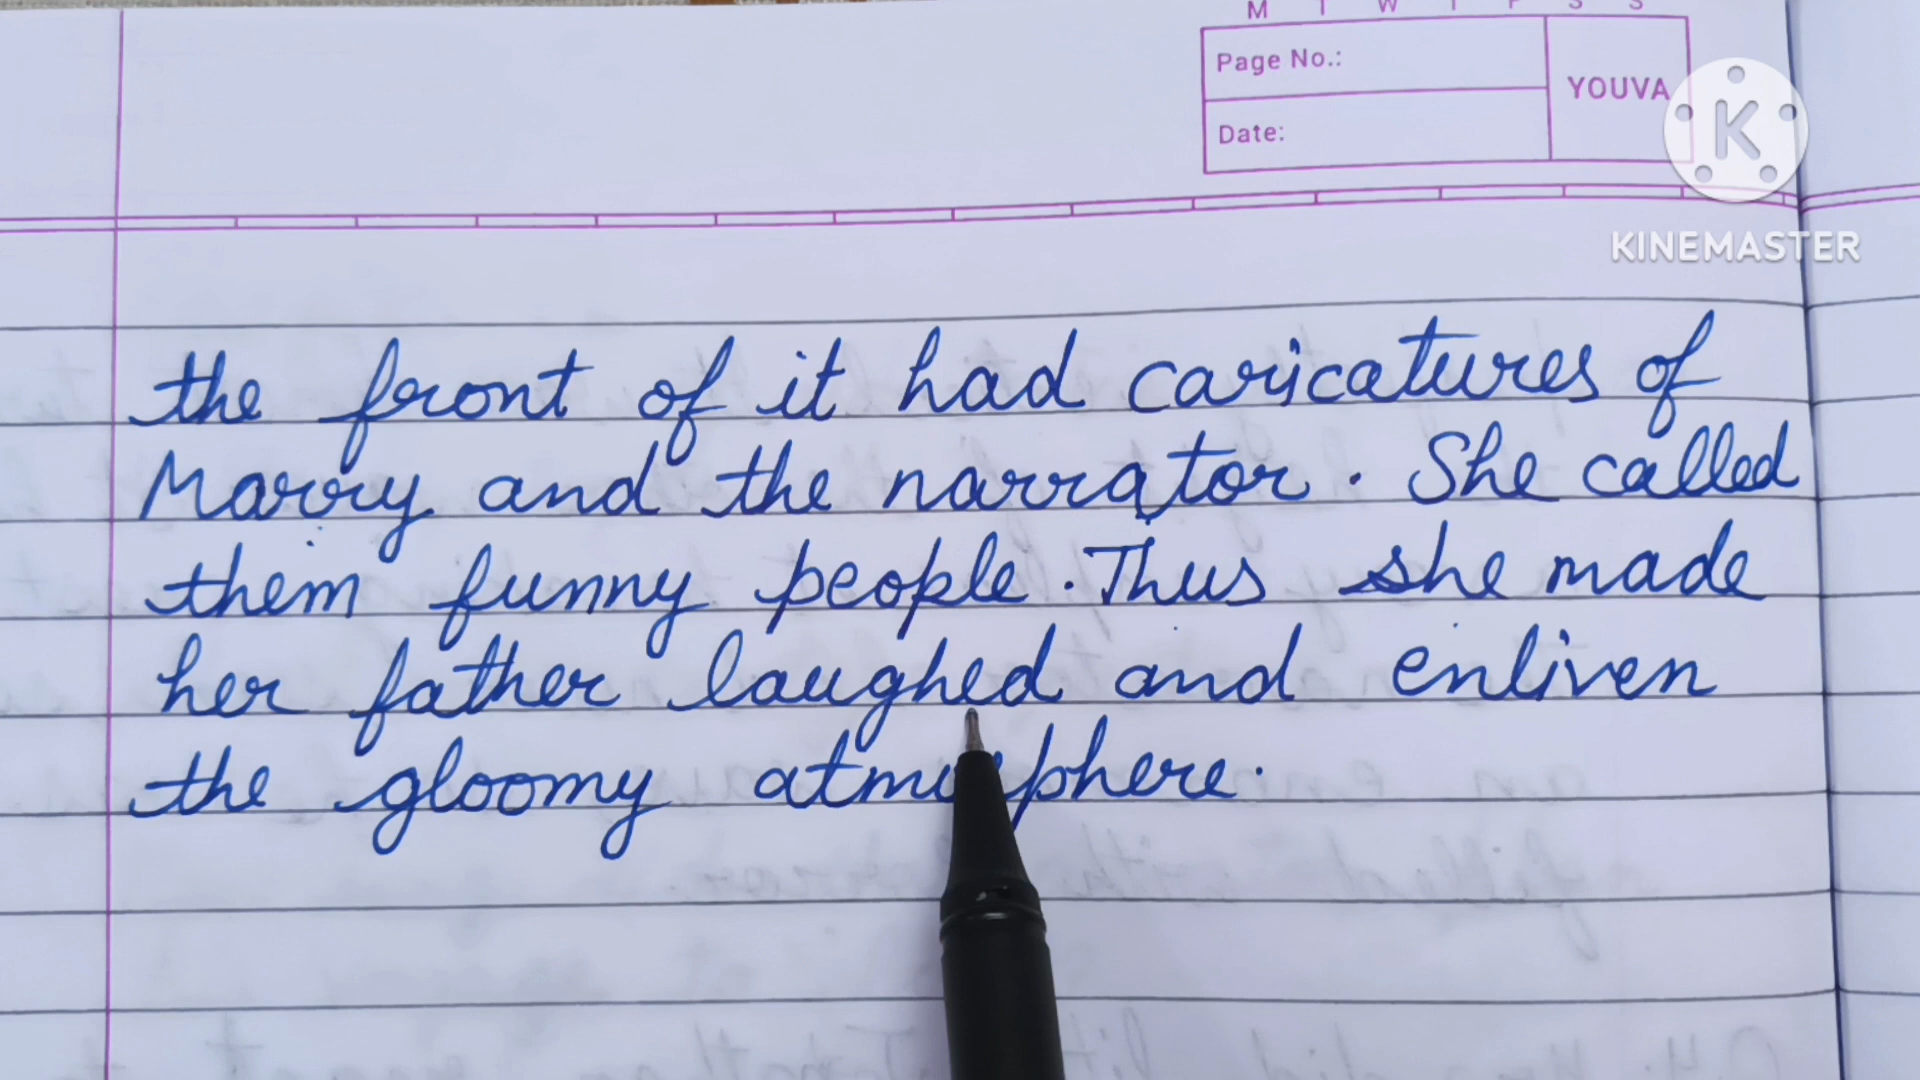 M T W T F S S
Page No.:
YOUVA
Date:
K
KINEMASTER
the front of it had caricatures of
Marry and the narrator. She called
them funny people. Thus she made
her father laughed and enliven
the gloomy atmosphere.